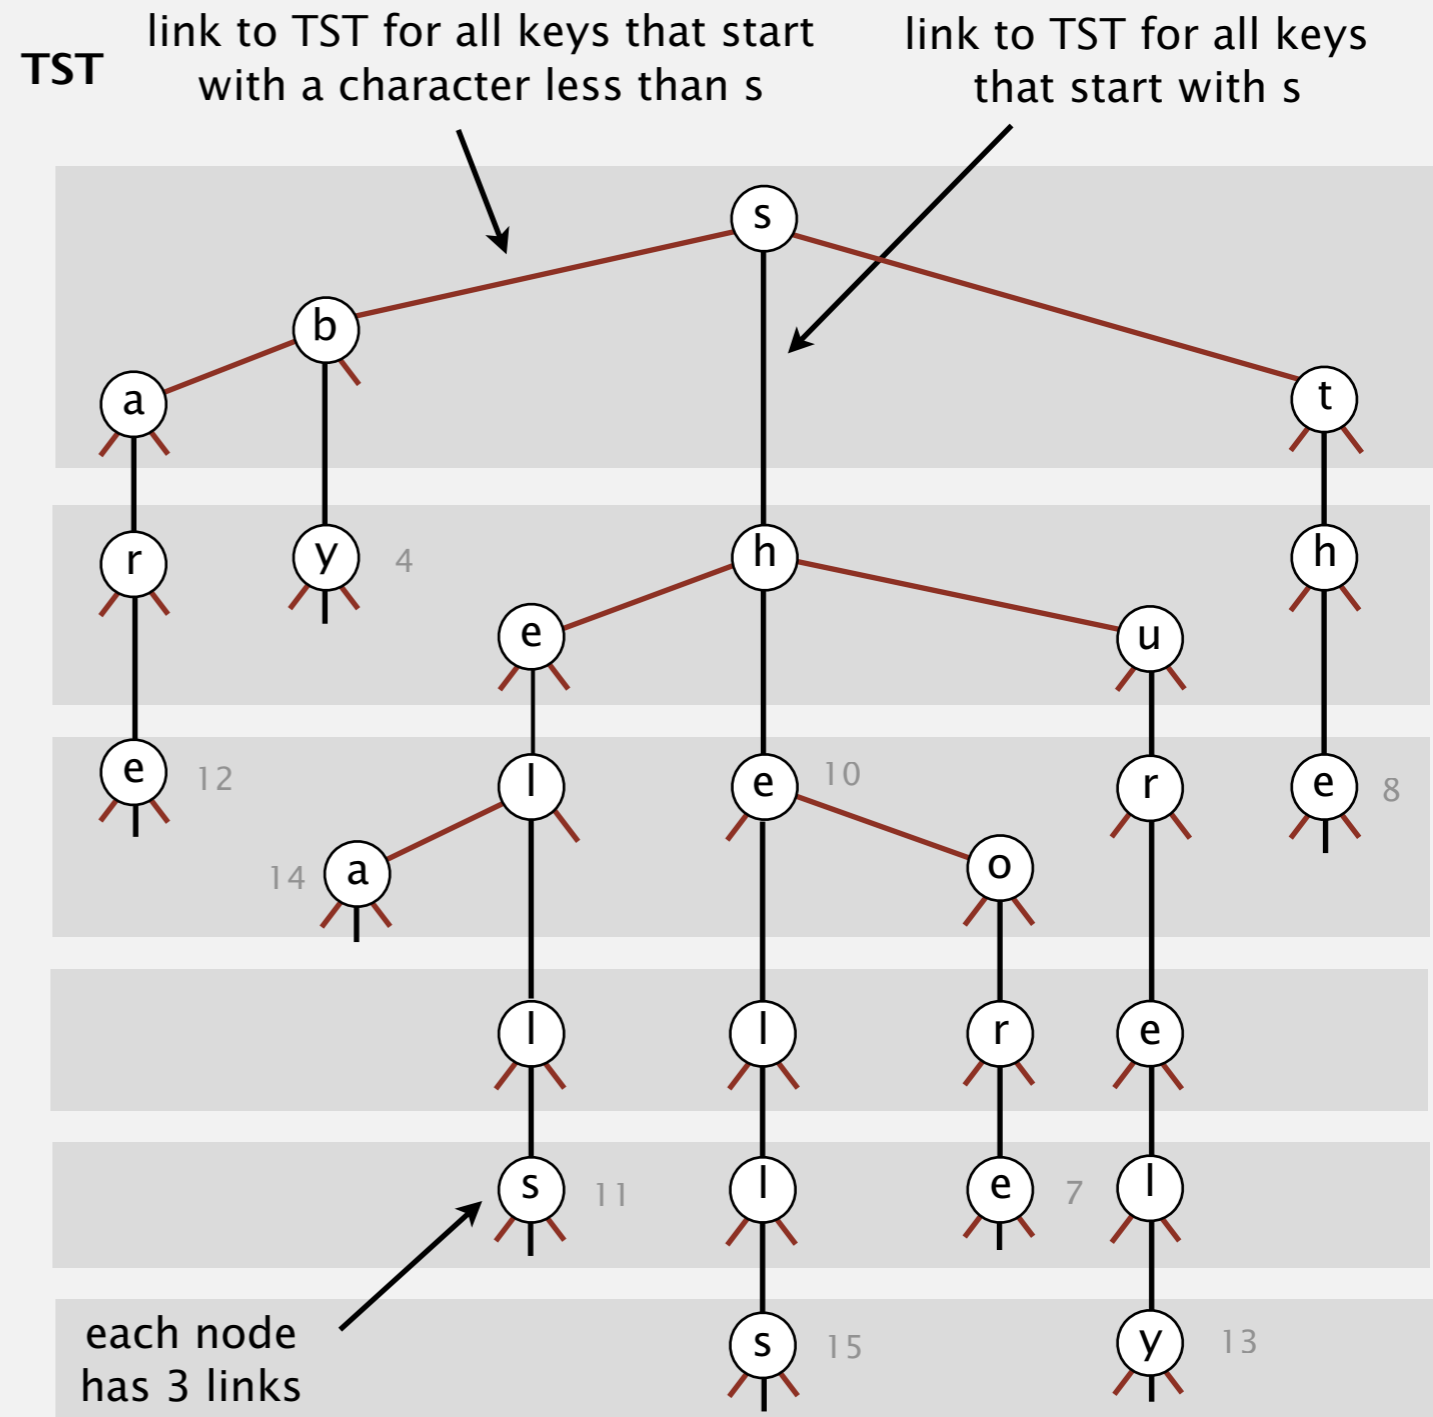 TST
link to TST for all keys that start
with a character less than s
link to TST for all keys
that start with s
s
b
a
t
r
y 4
h
h
e
u
e 12
l
e 10
r
e 8
14 a
o
l
l
r
e
s 11
l
e 7
l
each node
has 3 links
s 15
y 13